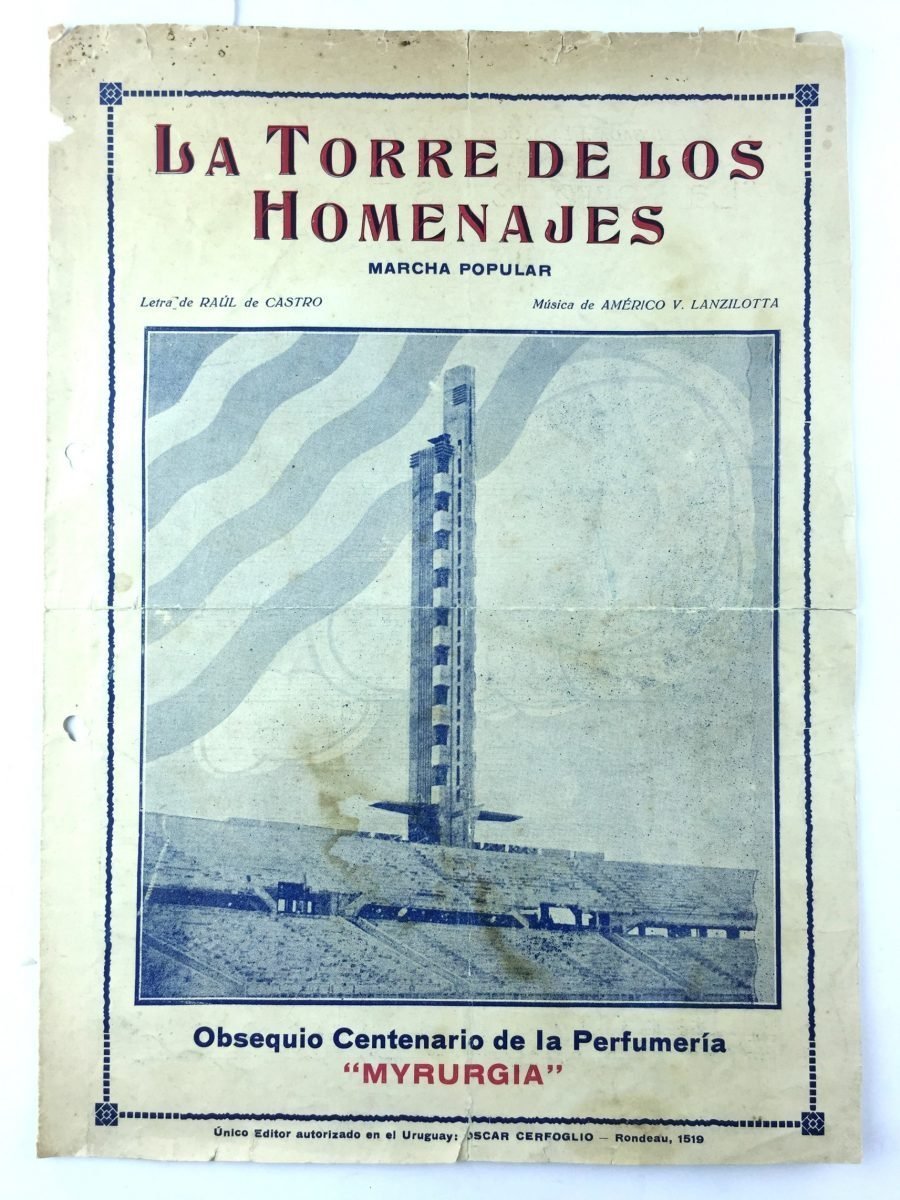 LA TORRE DE LOS
HOMENAJES
MARCHA POPULAR
Letra de RAÚL de CASTRO
Música de AMÉRICO V. LANZILOTTA
Obsequio Centenario de la Perfumería
“MYRURGIA”
Único Editor autorizado en el Uruguay: OSCAR CERFOGLIO — Rondeau, 1519